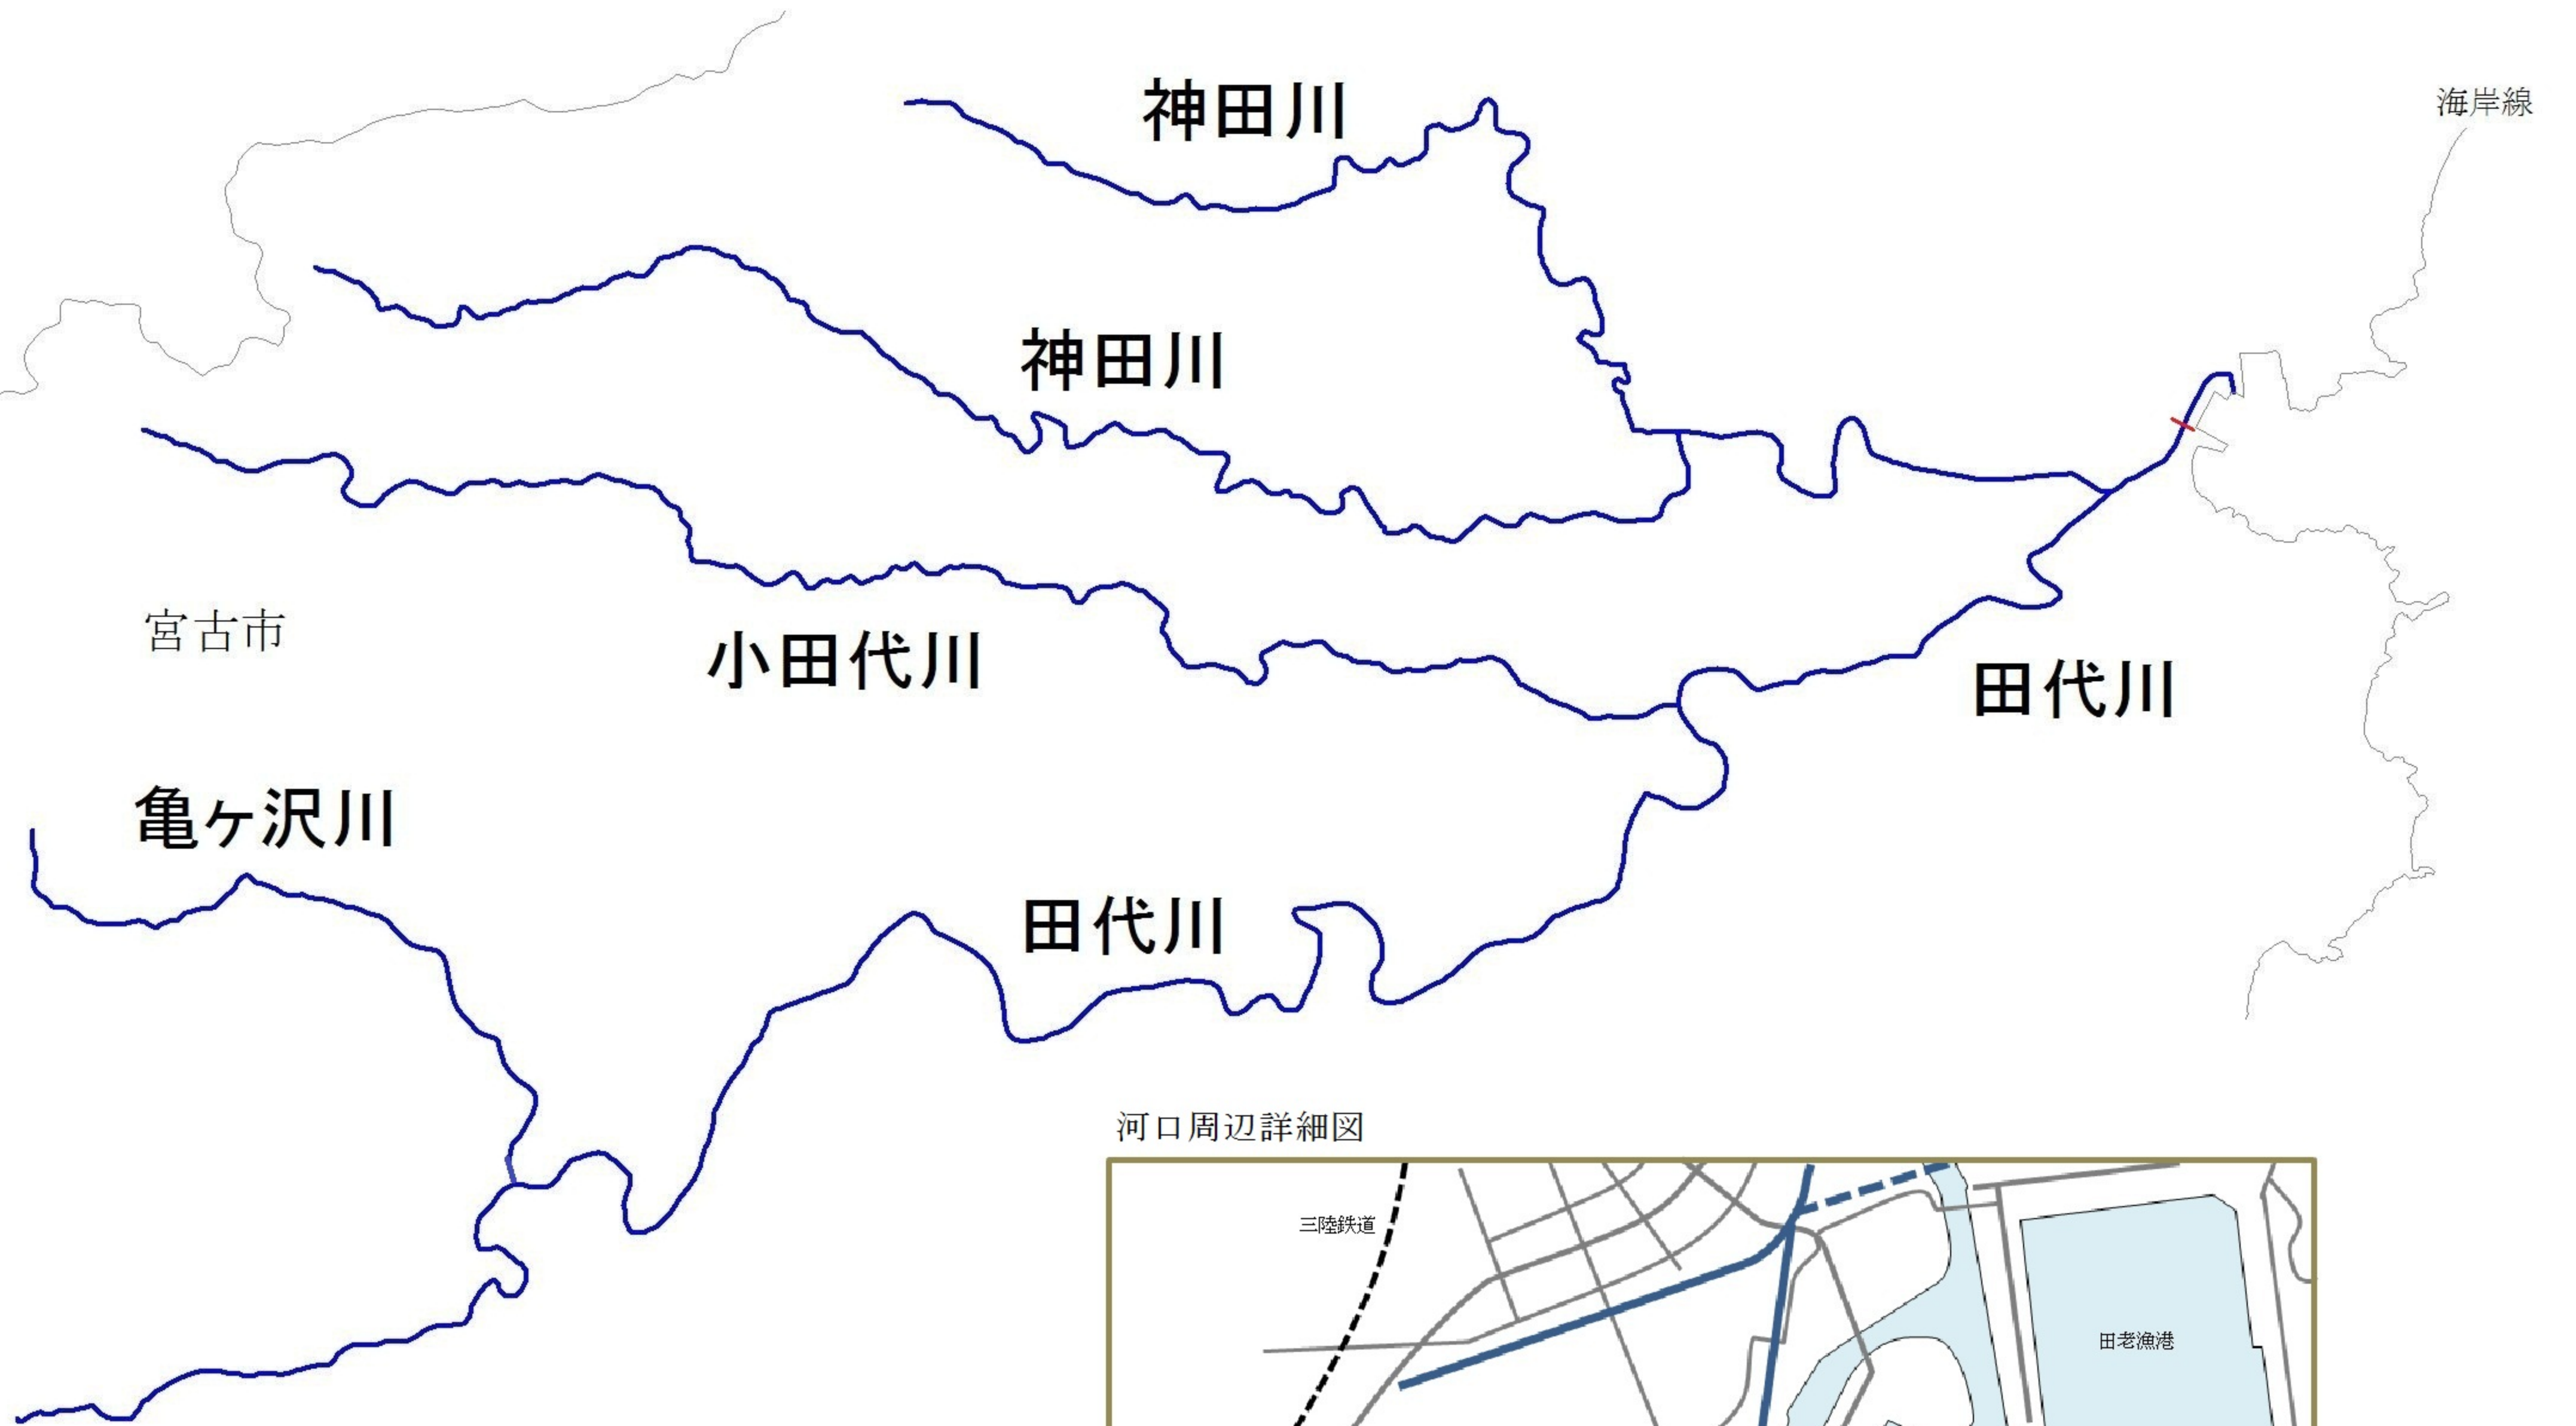 神田川
海岸線
神田川
宮古市
小田代川
田代川
亀ヶ沢川
田代川
河口周辺詳細図
三陸鉄道
田老漁港